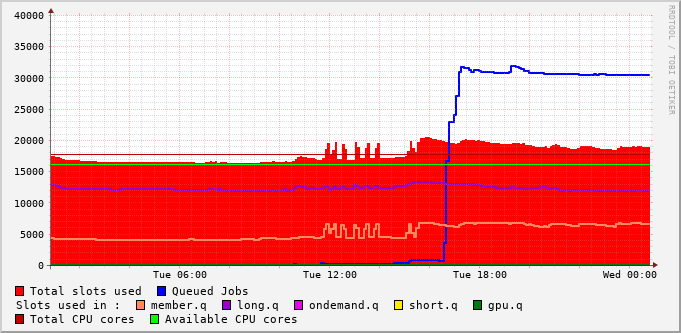 40000
35000
30000
25000
20000
15000
10000
5000
0
Tue 06:00 Tue 12:00 Tue 18:00 Wed 00:00
RRDTOOL / TOBI OETIKER
Total slots used Queued Jobs
Slots used in : member.q long.q ondemand.q short.q gpu.q
Total CPU cores Available CPU cores